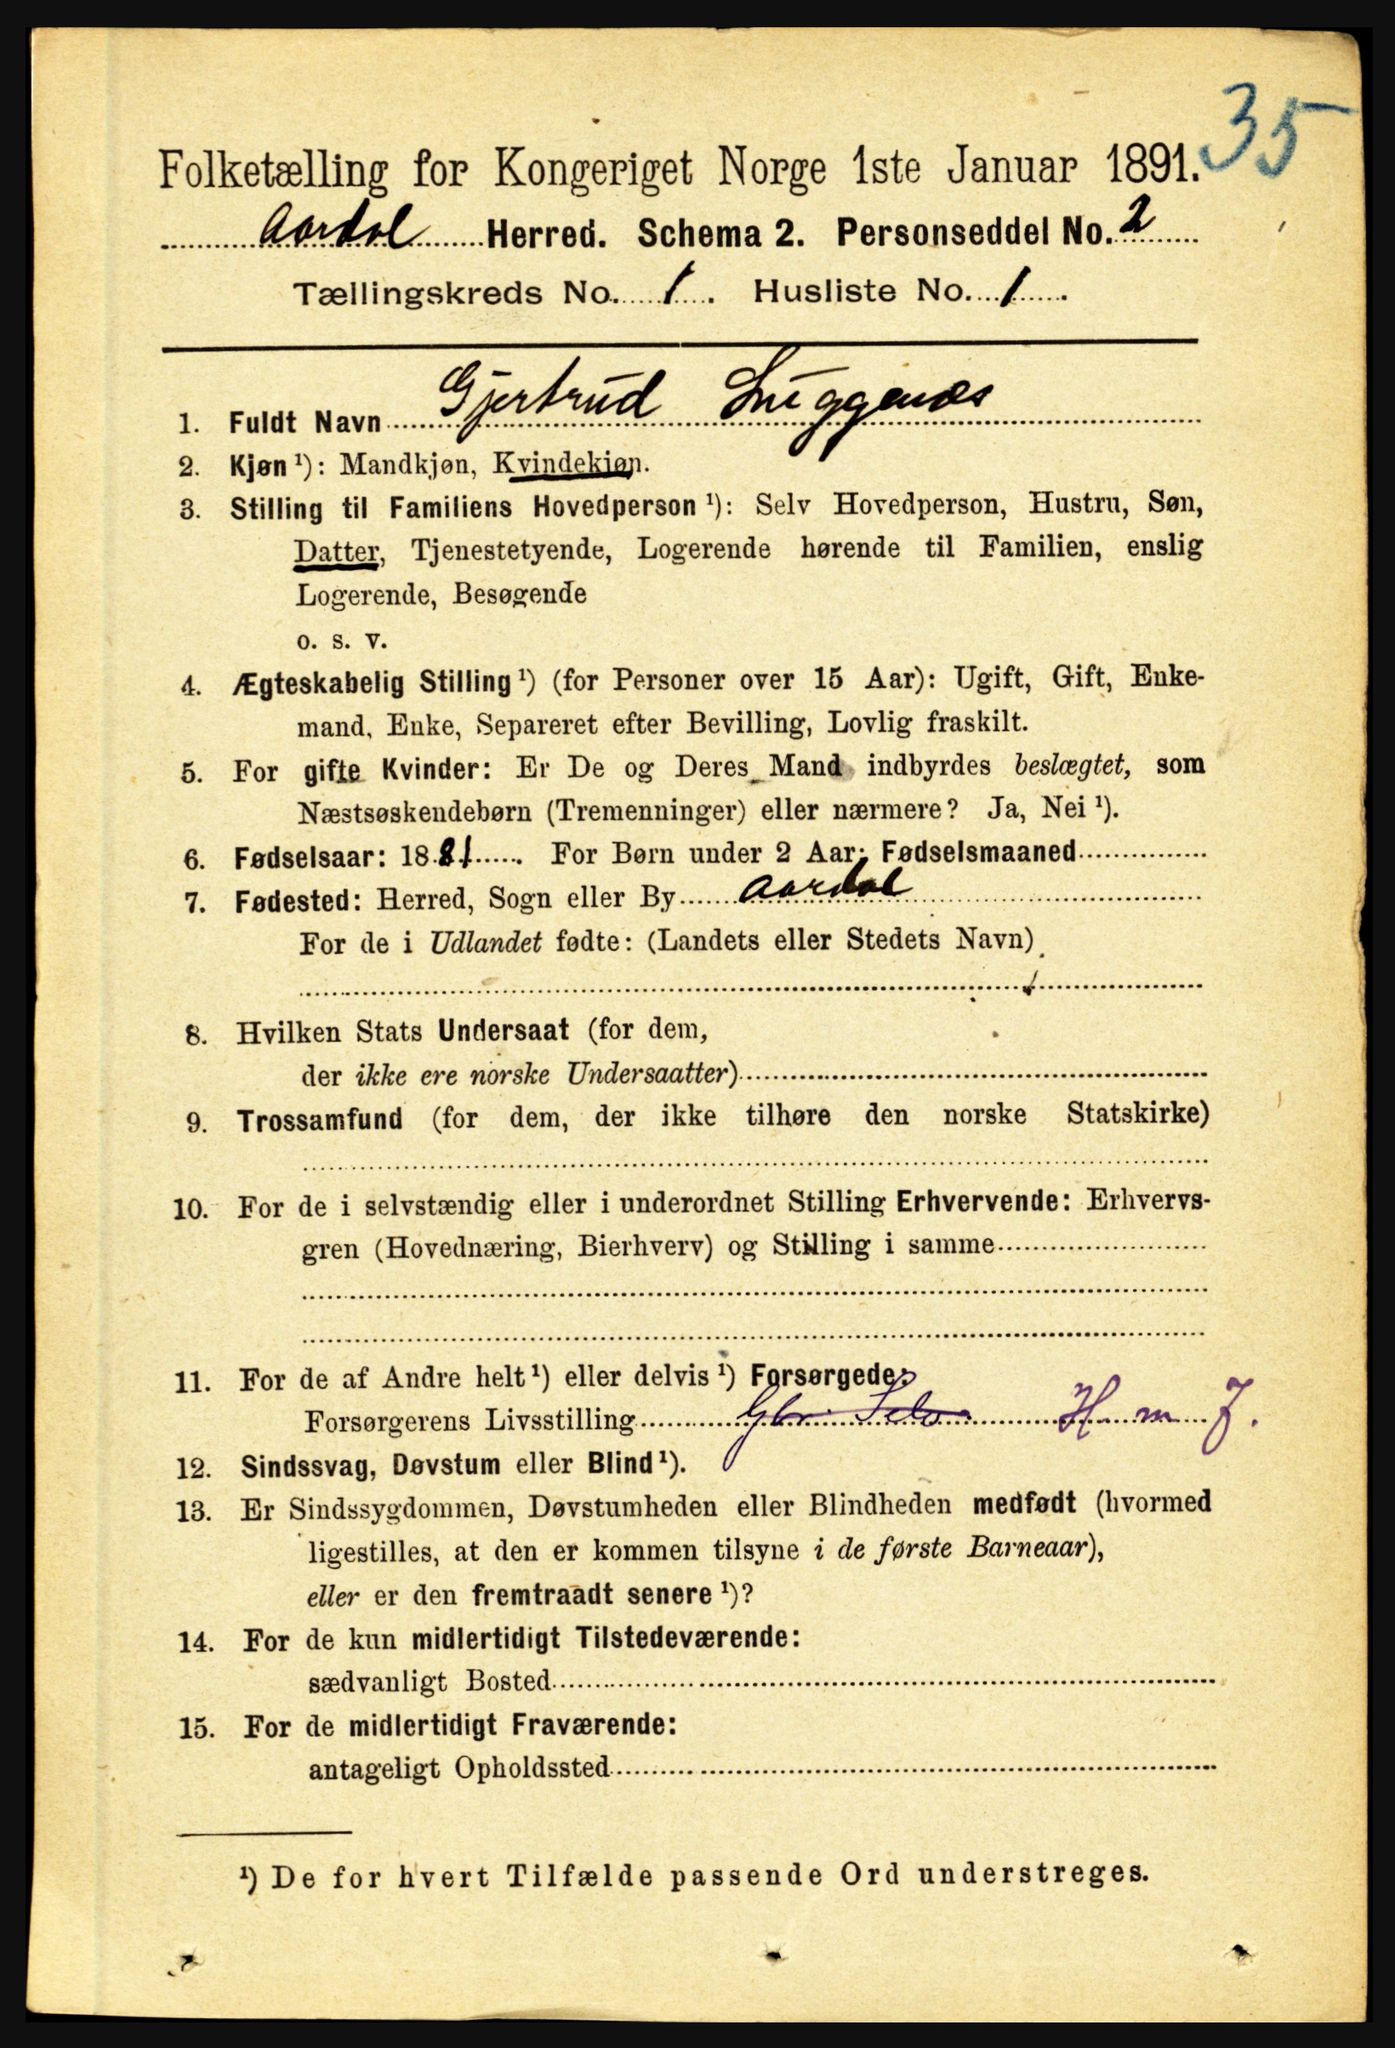 35
Folketælling for Kongeriget Norge 1ste Januar 1891.
Aardal Herred. Schema 2. Personseddel No. 2
Tællingskreds No. 1. Husliste No. 1.
1. Fuldt Navn Gjertrud
2. Kjøn ¹): Mandkjøn, Kvindekjøn.
3. Stilling til Familiens Hovedperson ¹): Selv Hovedperson, Hustru, Søn,
Datter, Tjenestetyende, Logerende hørende til Familien, enslig
Logerende, Besøgende
o. s. v.
4. Ægteskabelig Stilling ¹) (for Personer over 15 Aar): Ugift, Gift, Enke-
mand, Enke, Separeret efter Bevilling, Lovlig fraskilt.
5. For gifte Kvinder: Er De og Deres Mand indbyrdes beslægtet, som
Næstsøskendebørn (Tremenninger) eller nærmere? Ja, Nei ¹).
6. Fødselsaar: 1881. For Børn under 2 Aar: Fødselsmaaned
7. Fødested: Herred, Sogn eller By Aardal
For de i Udlandet fødte: (Landets eller Stedets Navn)
8. Hvilken Stats Undersaat (for dem,
der ikke ere norske Undersaatter)
9. Trossamfund (for dem, der ikke tilhøre den norske Statskirke)
10. For de i selvstændig eller i underordnet Stilling Erhvervende: Erhvervs-
gren (Hovednæring, Bierhverv) og Stilling i samme
11. For de af Andre helt ¹) eller delvis ¹) Forsørgede:
Forsørgerens Livsstilling Gbr. Selv. H m J.
12. Sindssvag, Døvstum eller Blind ¹).
13. Er Sindssygdommen, Døvstumheden eller Blindheden medfødt (hvormed
ligestilles, at den er kommen tilsyne i de første Barneaar),
eller er den fremtraadt senere ¹)?
14. For de kun midlertidigt Tilstedeværende:
sædvanligt Bosted
15. For de midlertidigt Fraværende:
antageligt Opholdssted
¹) De for hvert Tilfælde passende Ord understreges.